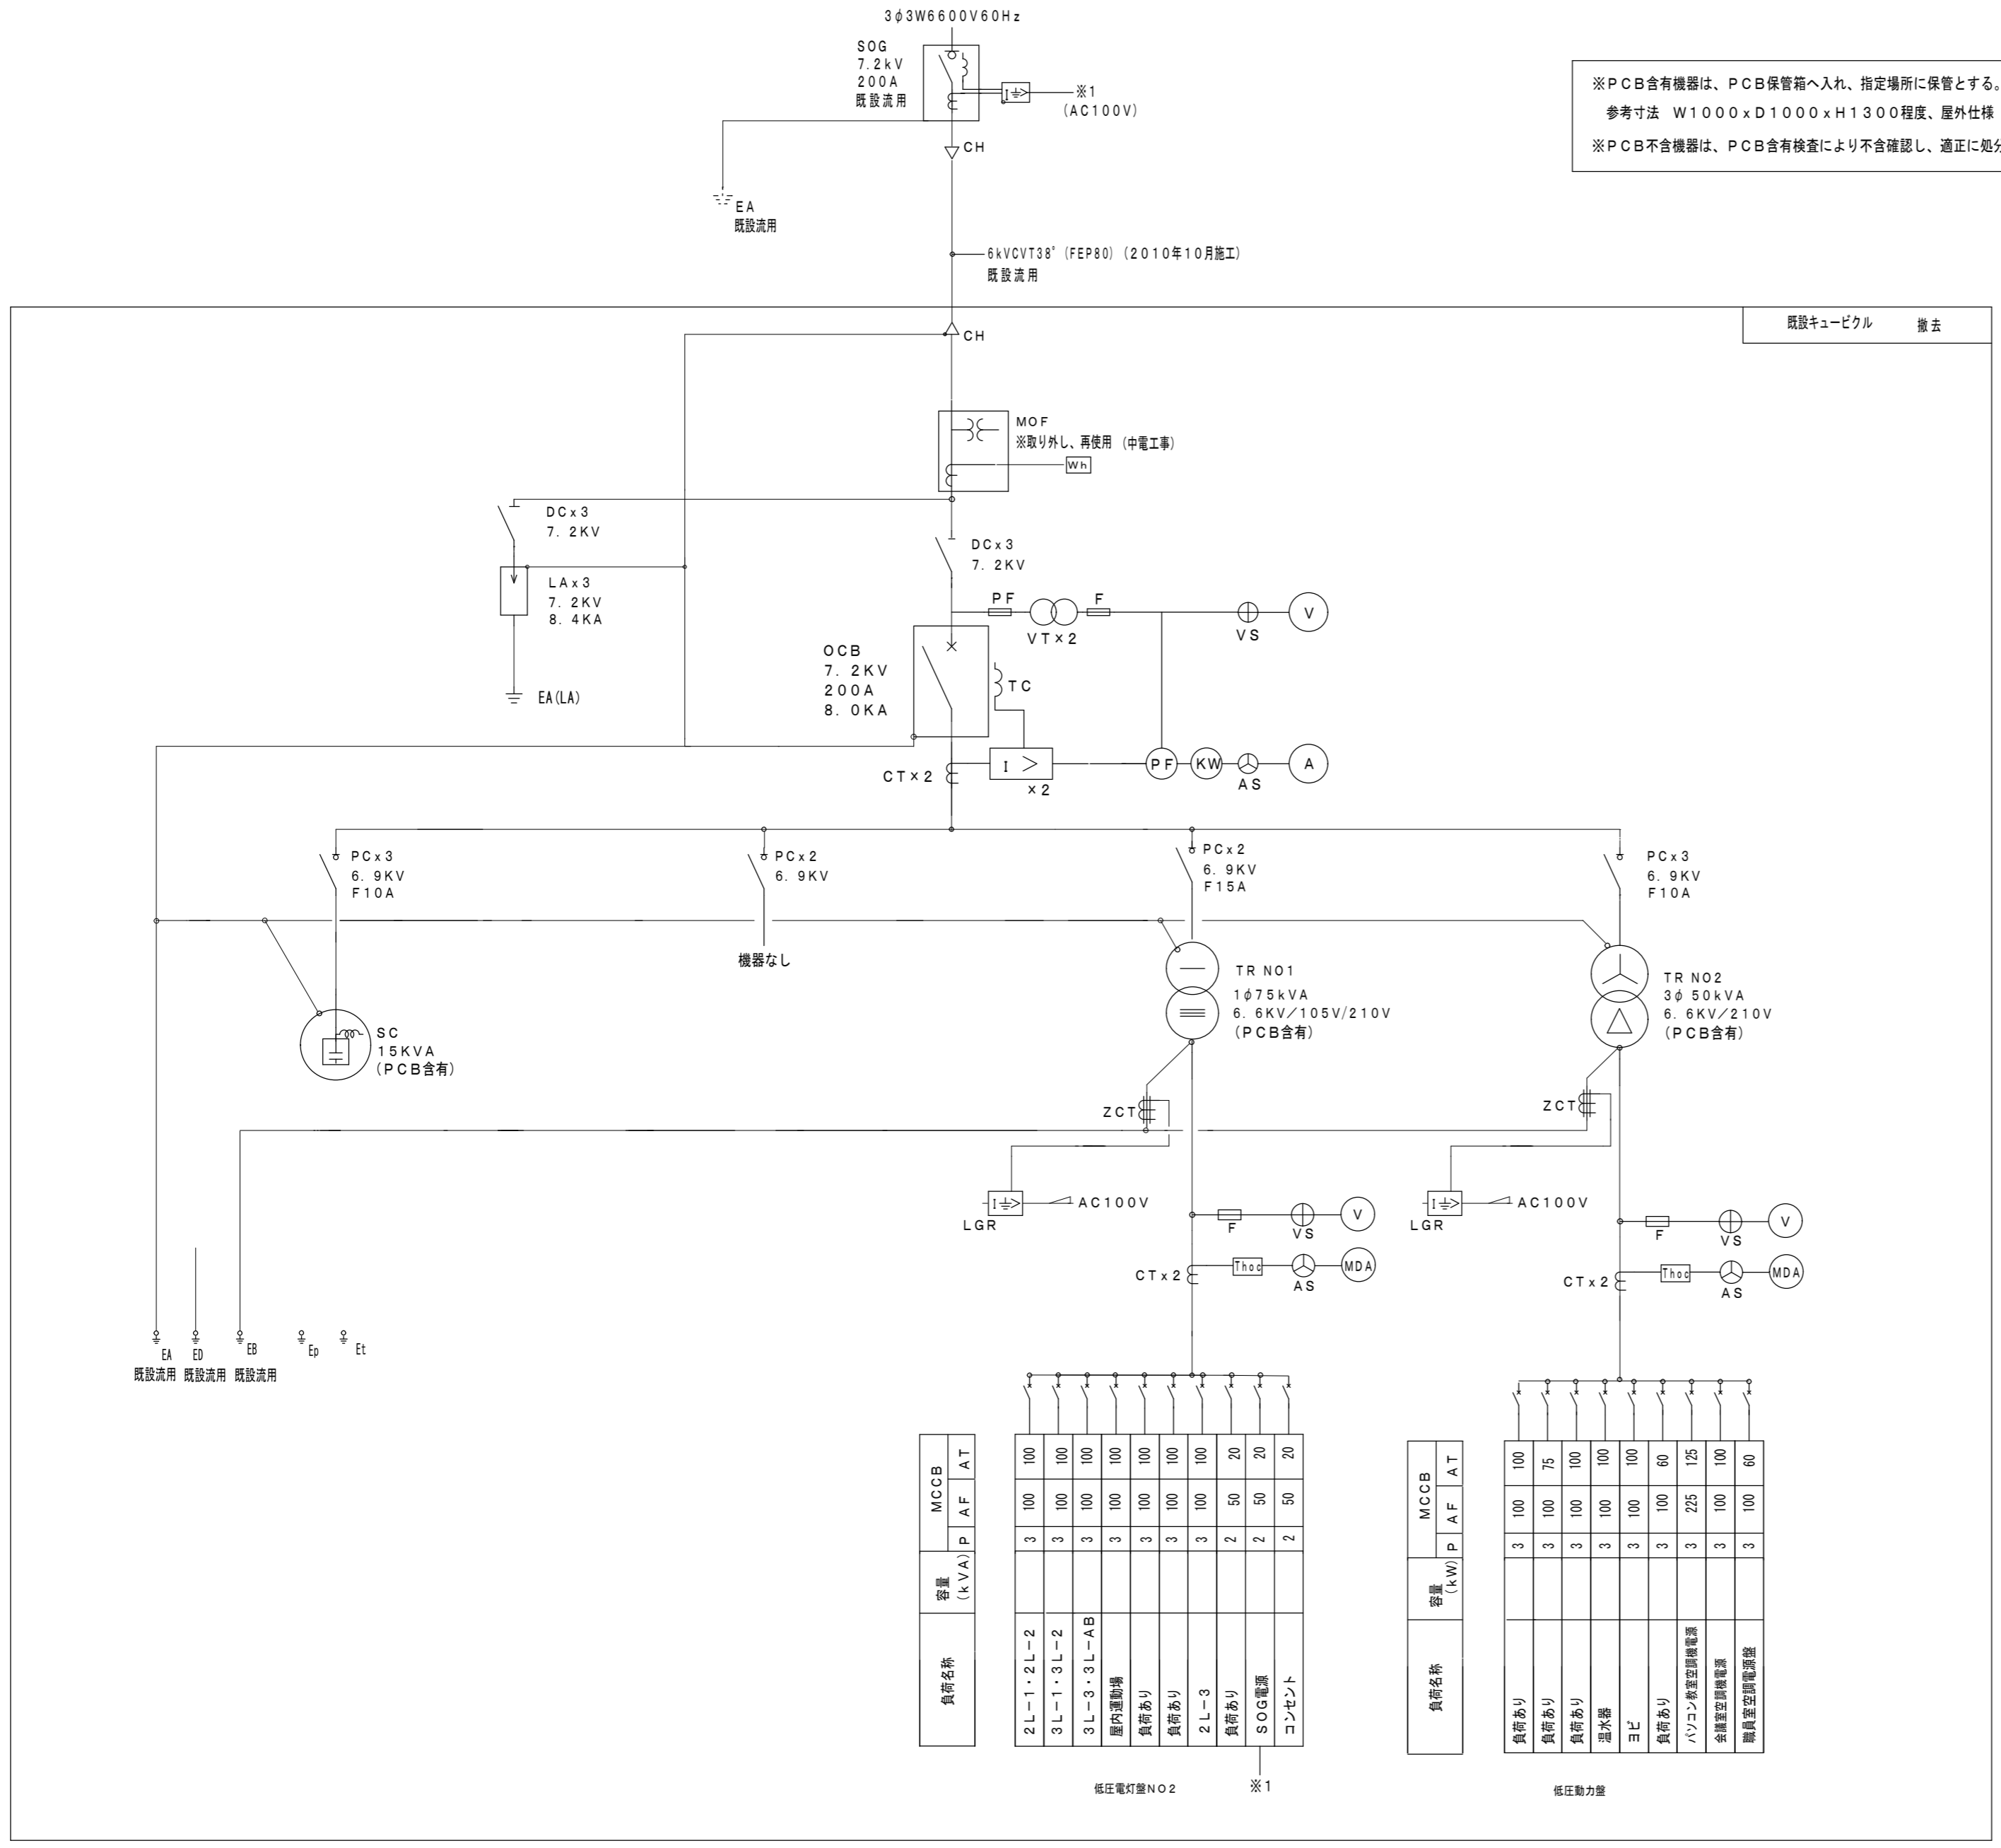 3φ3W6600V60Hz
SOG
7.2kV
200A
既設流用
I
※1
(AC100V)
CH
EA
既設流用
6kVCVT38° (FEP80) (2010年10月施工)
既設流用
※PCB含有機器は、PCB保管箱へ入れ、指定場所に保管とする。
参考寸法 W1000xD1000xH1300程度、屋外仕様
※PCB不含機器は、PCB含有検査により不含確認し、適正に処分
既設キュービクル 撤去
CH
MOF
※取り外し、再使用 (中電工事)
Wh
DCx3
7. 2KV
DCx3
7. 2KV
LAx3
7. 2KV
8. 4KA
EA(LA)
PF
VT×2
F
VS
V
OCB
7. 2KV
200A
8. 0KA
TC
CT×2
I >
×2
PF
KW
AS
A
PCx3
6. 9KV
F10A
PCx2
6. 9KV
機器なし
PCx2
6. 9KV
F15A
PCx3
6. 9KV
F10A
SC
15KVA
(PCB含有)
TR NO1
1φ75kVA
6. 6KV/105V/210V
(PCB含有)
TR NO2
3φ 50kVA
6. 6KV/210V
(PCB含有)
ZCT
ZCT
I
LGR
AC100V
I
LGR
AC100V
F
VS
V
F
VS
V
CTx2
Thoc
AS
MDA
CTx2
Thoc
AS
MDA
EA
既設流用
ED
既設流用
EB
既設流用
Ep
Et
負荷名称 容量(kVA) MCCB P AF AT
2L-1・2L-2 3 100 100
3L-1・3L-2 3 100 100
3L-3・3L-AB 3 100 100
屋内運動場 3 100 100
負荷あり 3 100 100
負荷あり 3 100 100
2L-3 3 100 100
負荷あり 2 50 20
SOG電源 2 50 20
コンセント 2 50 20
低圧電灯盤NO2
※1
負荷名称 容量(kW) MCCB P AF AT
負荷あり 3 100 100
負荷あり 3 100 75
負荷あり 3 100 100
温水器 3 100 100
ヨビ 3 100 100
負荷あり 3 100 60
パソコン教室空調機電源 3 225 125
会議室空調機電源 3 100 100
職員室空調電源盤 3 100 60
低圧動力盤